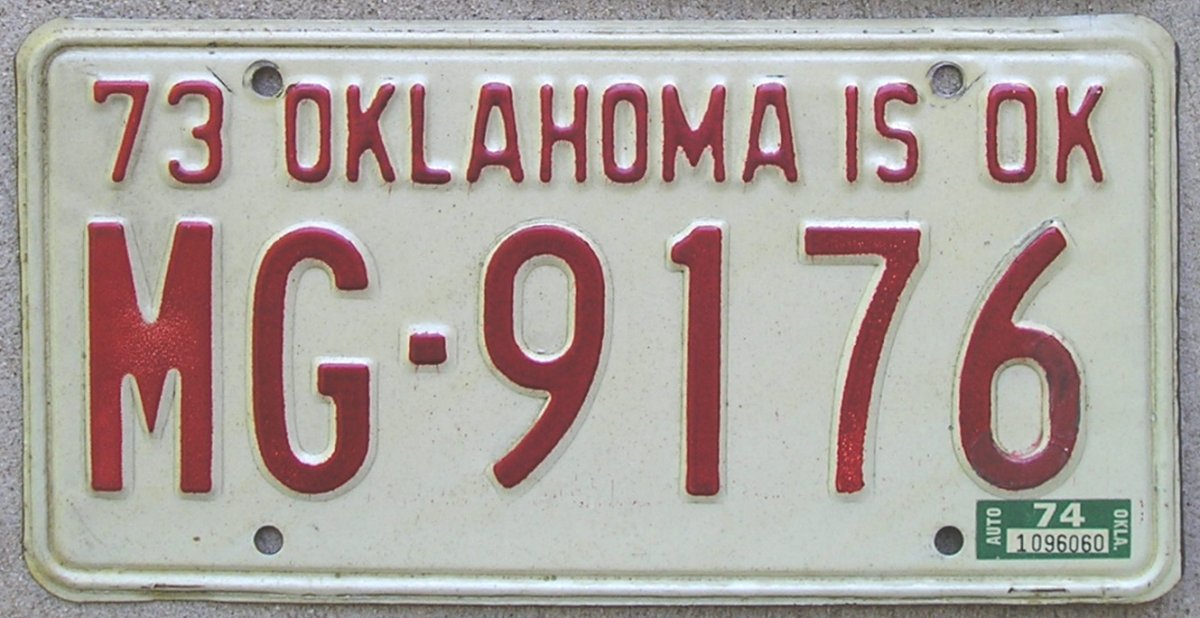 73 OKLAHOMA IS OK
MG-9176
AUTO 74 OKLA.
1096060